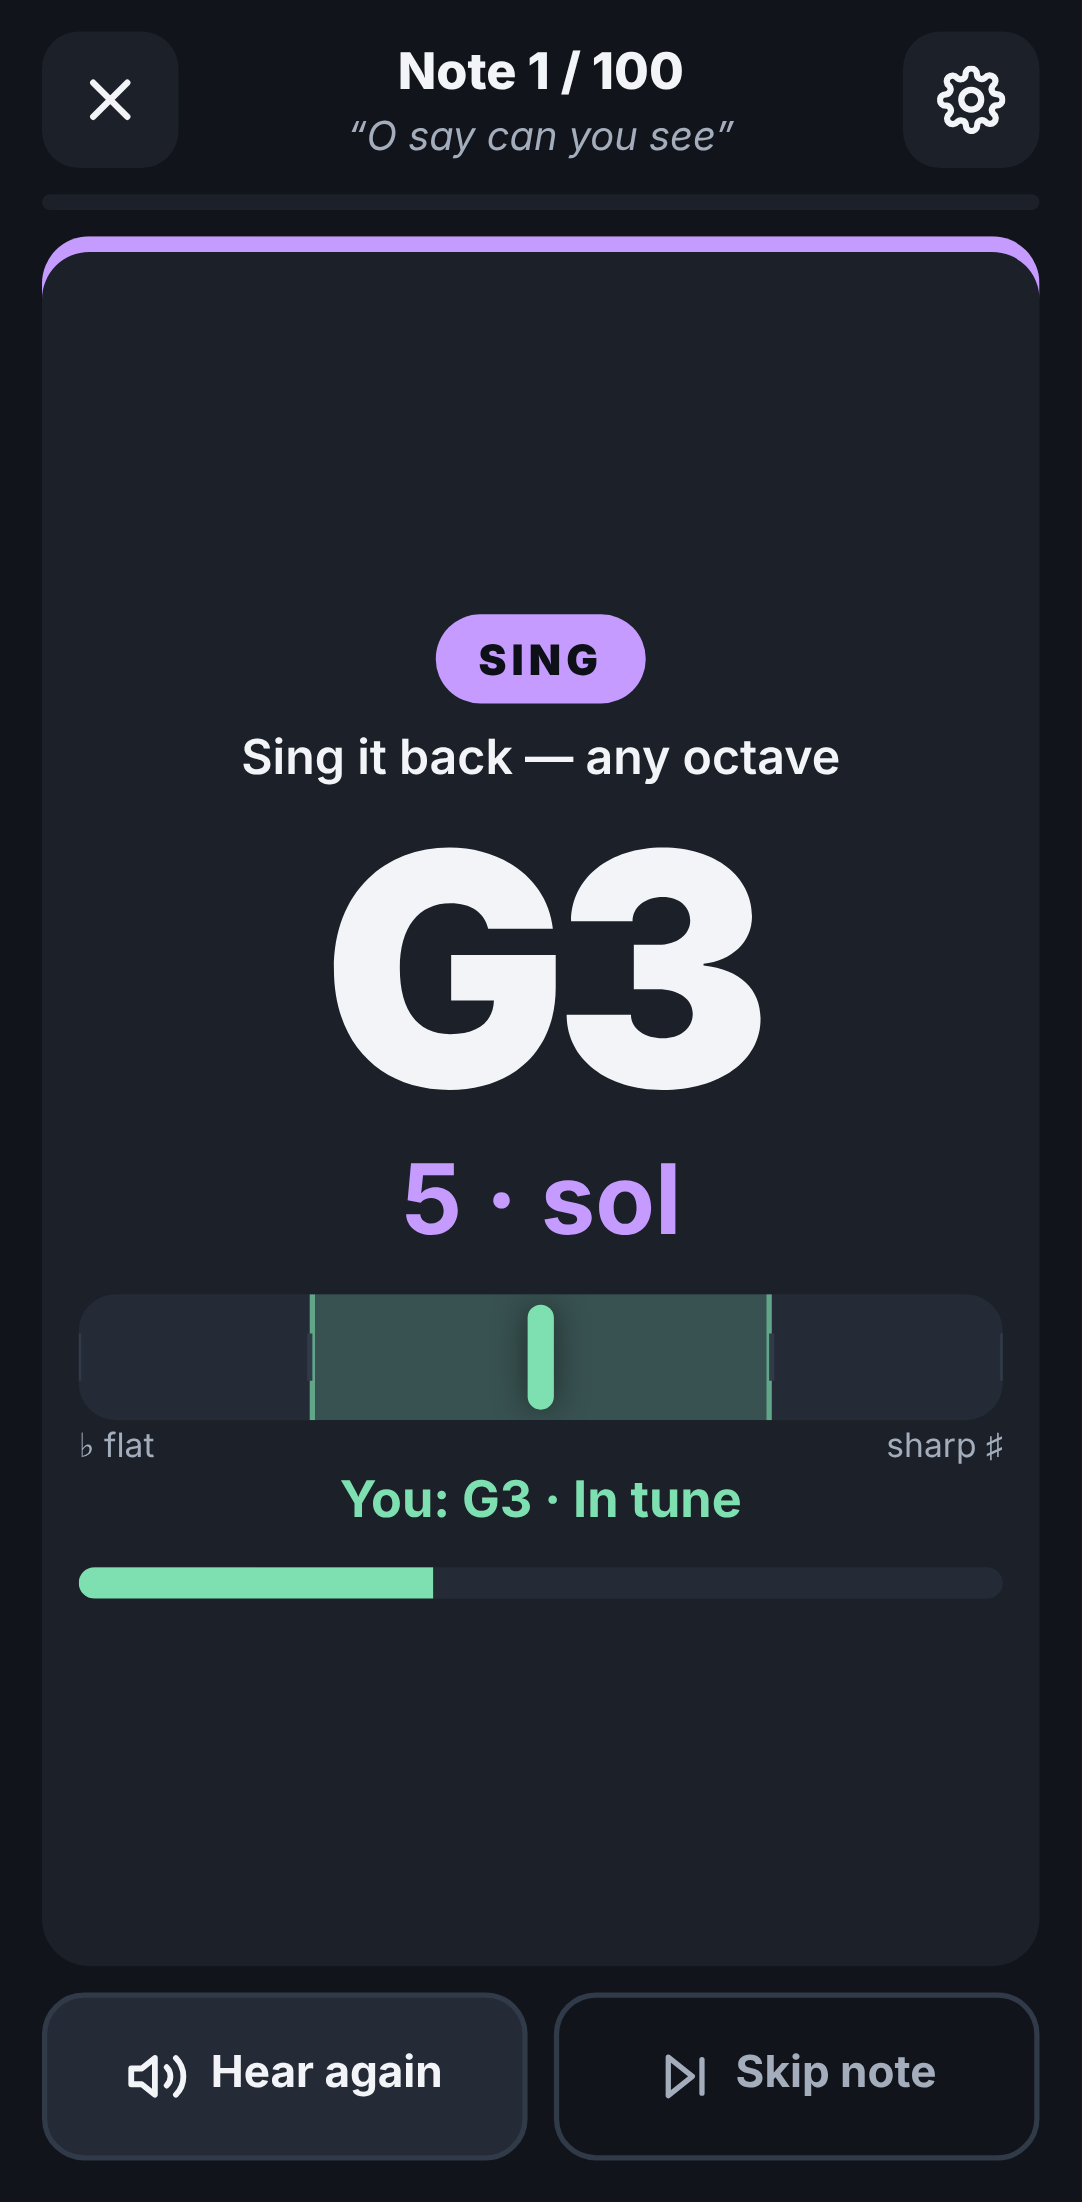 Note 1 / 100
“O say can you see”
SING
Sing it back — any octave
G3
5 · sol
♭ flat
sharp ♯
You: G3 · In tune
Hear again
Skip note